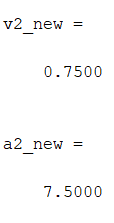 v2_new =
0.7500
a2_new =
7.5000